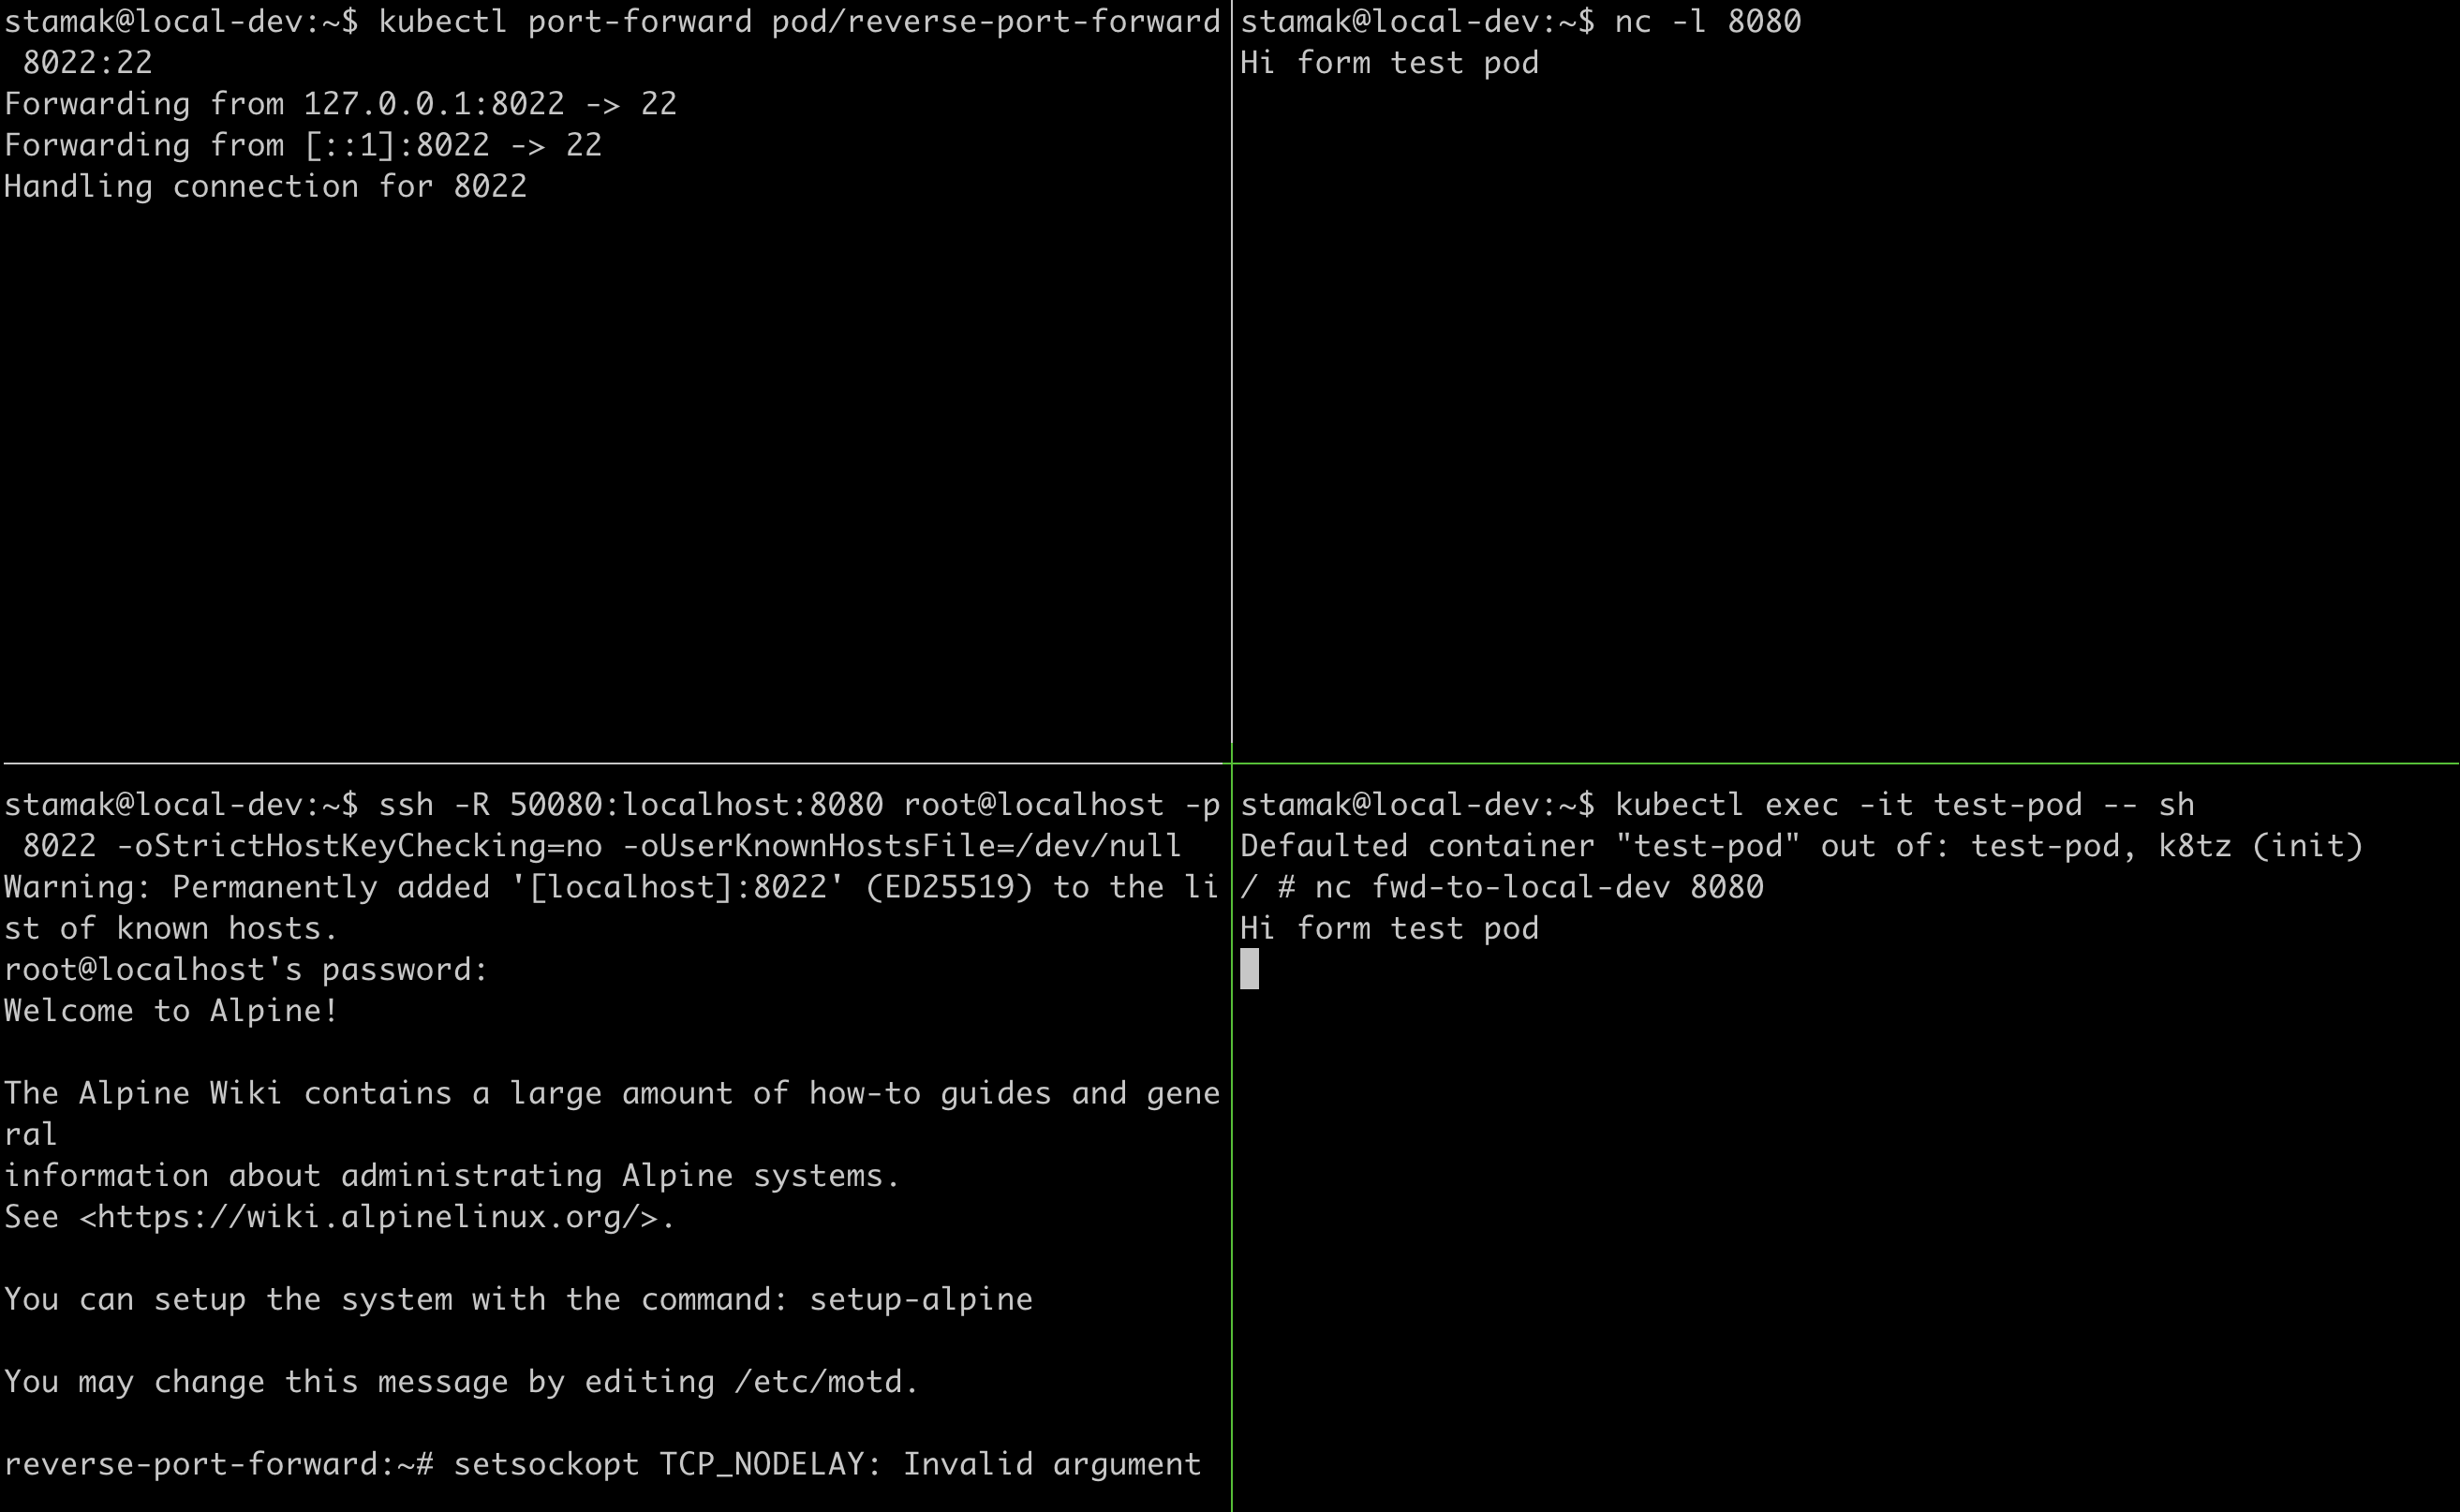 stamak@local-dev:~$ kubectl port-forward pod/reverse-port-forward
 8022:22
Forwarding from 127.0.0.1:8022 -> 22
Forwarding from [::1]:8022 -> 22
Handling connection for 8022
stamak@local-dev:~$ nc -l 8080
Hi form test pod
stamak@local-dev:~$ ssh -R 50080:localhost:8080 root@localhost -p
 8022 -oStrictHostKeyChecking=no -oUserKnownHostsFile=/dev/null
Warning: Permanently added '[localhost]:8022' (ED25519) to the li
st of known hosts.
root@localhost's password:
Welcome to Alpine!
The Alpine Wiki contains a large amount of how-to guides and gene
ral
information about administrating Alpine systems.
See <https://wiki.alpinelinux.org/>.
You can setup the system with the command: setup-alpine
You may change this message by editing /etc/motd.
reverse-port-forward:~# setsockopt TCP_NODELAY: Invalid argument
stamak@local-dev:~$ kubectl exec -it test-pod -- sh
Defaulted container "test-pod" out of: test-pod, k8tz (init)
/ # nc fwd-to-local-dev 8080
Hi form test pod